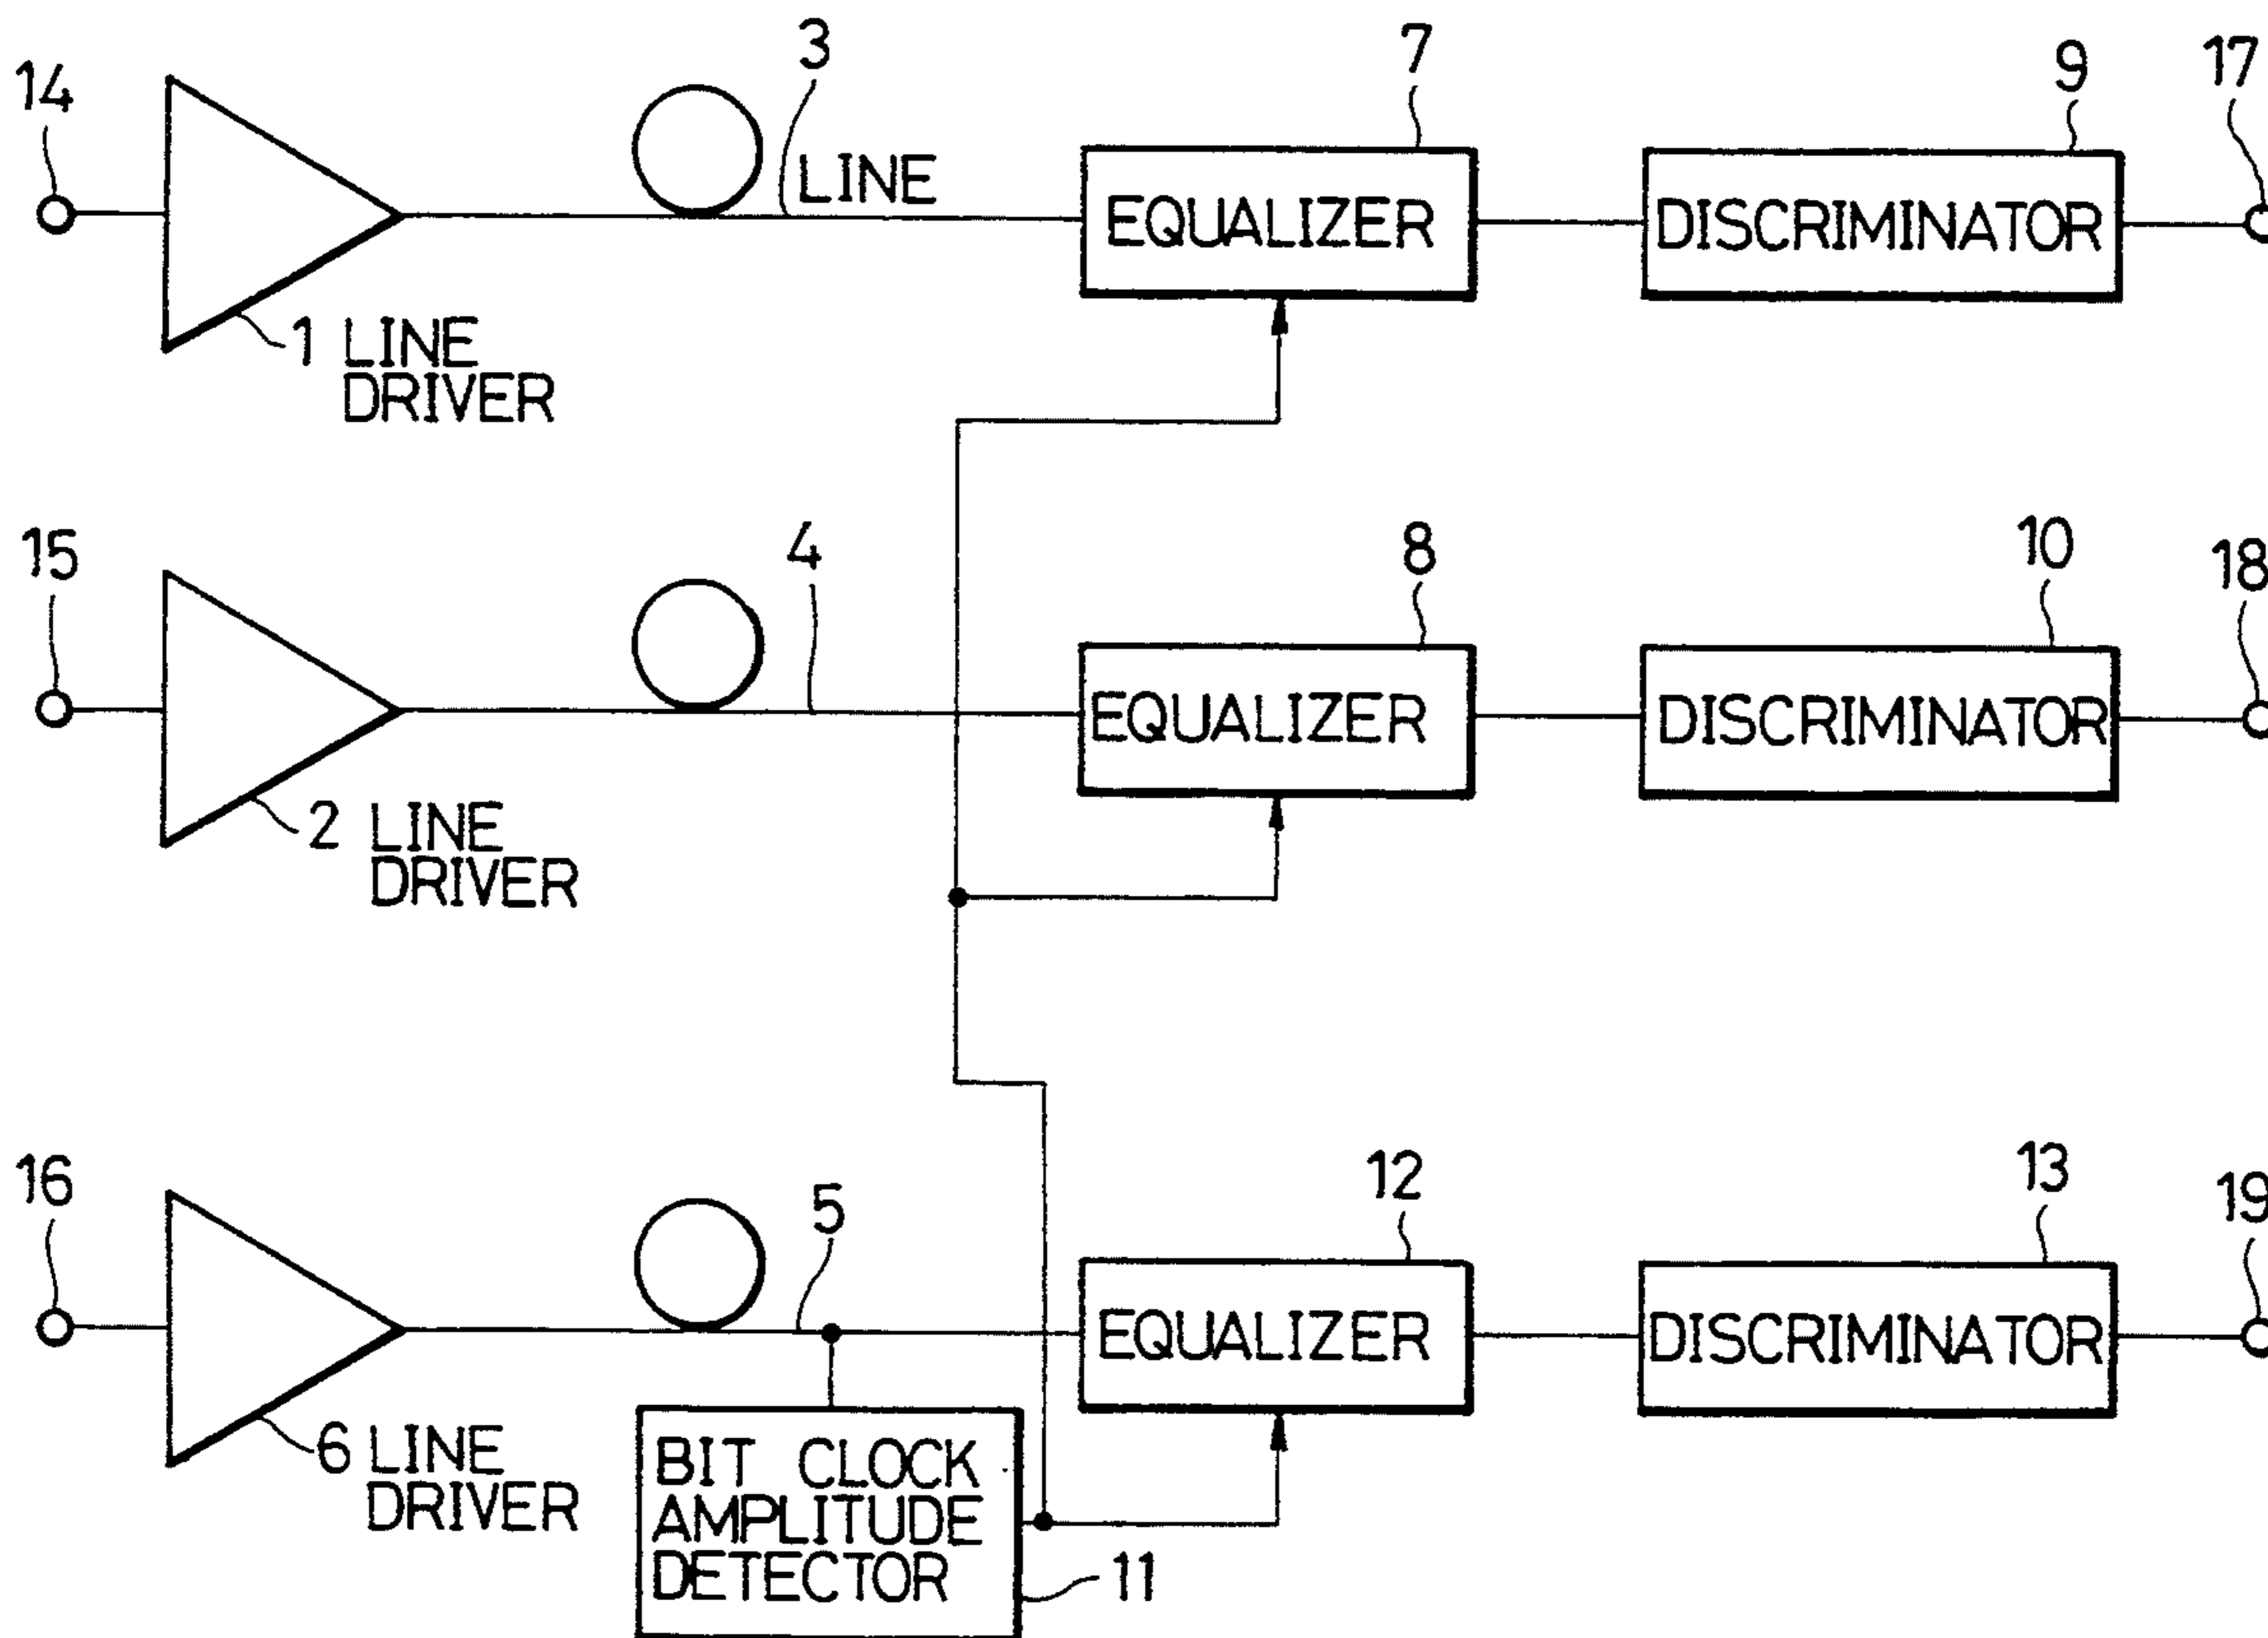 3
7
9
17
14
LINE
EQUALIZER
DISCRIMINATOR
1 LINE
DRIVER
15
4
8
10
18
EQUALIZER
DISCRIMINATOR
2 LINE
DRIVER
16
5
12
13
19
EQUALIZER
DISCRIMINATOR
6 LINE
DRIVER
BIT CLOCK
AMPLITUDE
DETECTOR
11